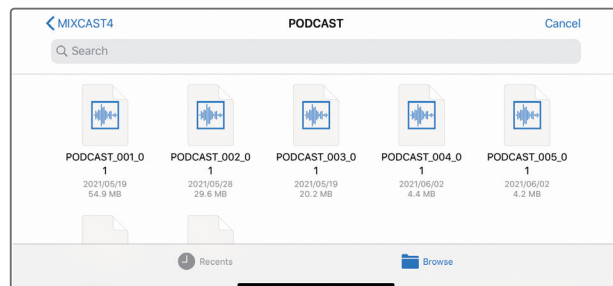 MIXCAST4 PODCAST Cancel
Search
PODCAST_001_0 PODCAST_002_0 PODCAST_003_0 PODCAST_004_0 PODCAST_005_0
1 1 1 1 1
2021/05/19 2021/05/28 2021/05/19 2021/06/02 2021/06/02
54.9 MB 29.6 MB 20.2 MB 4.4 MB 4.2 MB
Recents Browse